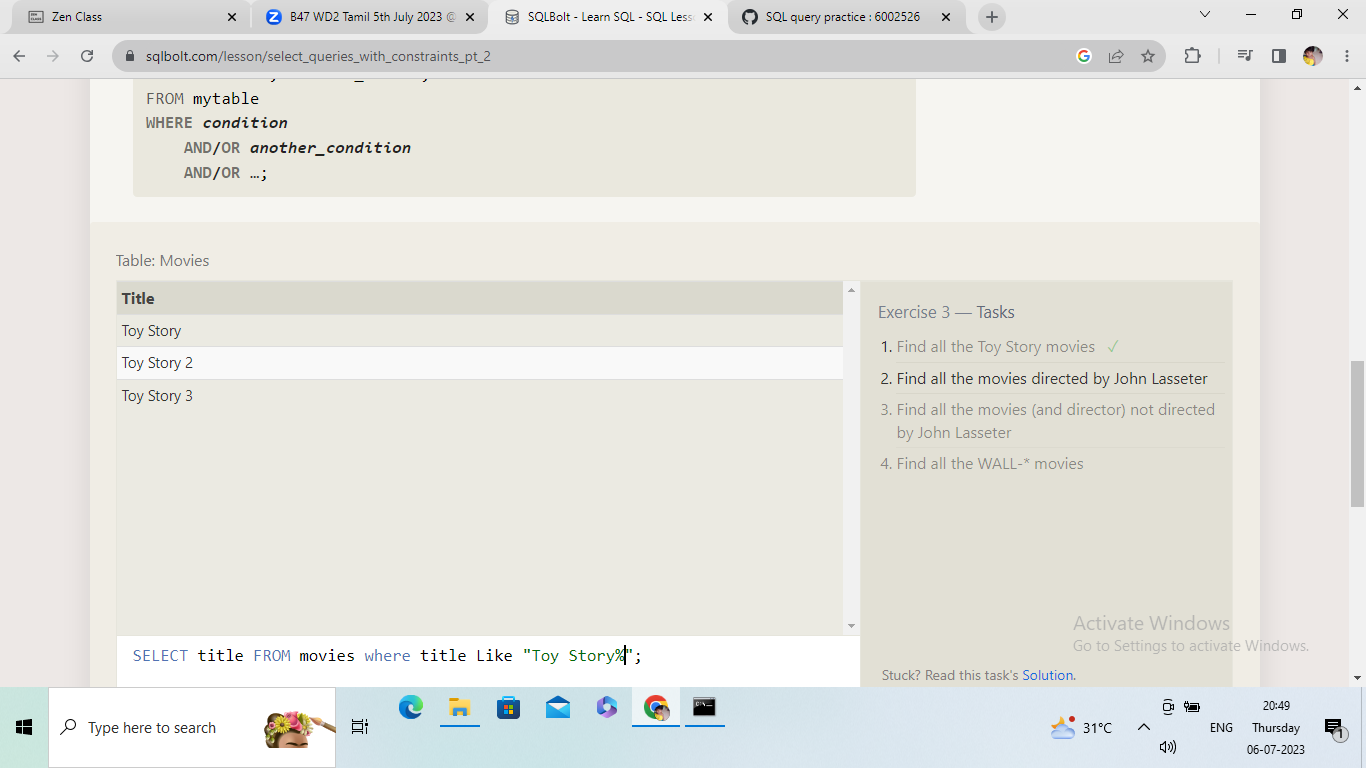 Zen Class
B47 WD2 Tamil 5th July 2023
SQLBolt - Learn SQL - SQL Less
SQL query practice : 6002526
sqlbolt.com/lesson/select_queries_with_constraints_pt_2
FROM mytable
WHERE condition
AND/OR another_condition
AND/OR …;
Table: Movies
Title
Toy Story
Toy Story 2
Toy Story 3
Exercise 3 — Tasks
1. Find all the Toy Story movies ✓
2. Find all the movies directed by John Lasseter
3. Find all the movies (and director) not directed
by John Lasseter
4. Find all the WALL-* movies
SELECT title FROM movies where title Like "Toy Story%";
Stuck? Read this task's Solution.
Activate Windows
Go to Settings to activate Windows.
Type here to search
31°C
ENG
20:49
Thursday
06-07-2023
1